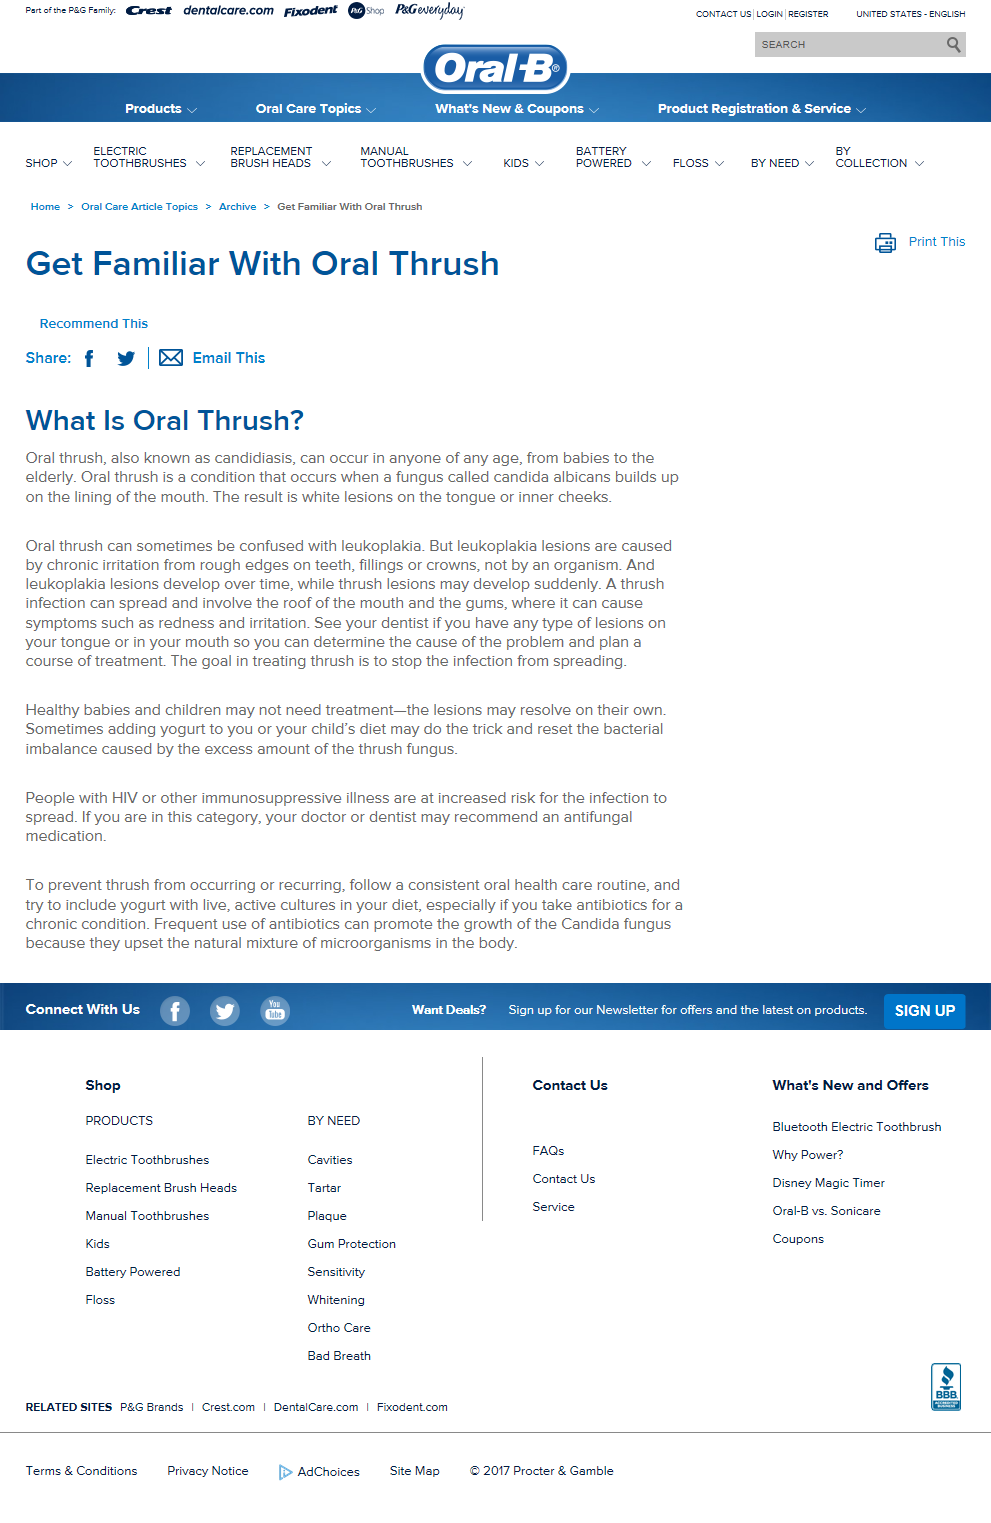 Part of the P&G Family: Crest dentalcare.com Fixodent P&G Shop P&Geveryday
CONTACT US LOGIN REGISTER UNITED STATES - ENGLISH
SEARCH
Oral-B®
Products Oral Care Topics What's New & Coupons Product Registration & Service
SHOP ELECTRIC TOOTHBRUSHES REPLACEMENT BRUSH HEADS MANUAL TOOTHBRUSHES KIDS BATTERY POWERED FLOSS BY NEED BY COLLECTION
Home > Oral Care Article Topics > Archive > Get Familiar With Oral Thrush
Print This
Get Familiar With Oral Thrush
Recommend This
Share: Email This
What Is Oral Thrush?
Oral thrush, also known as candidiasis, can occur in anyone of any age, from babies to the
elderly. Oral thrush is a condition that occurs when a fungus called candida albicans builds up
on the lining of the mouth. The result is white lesions on the tongue or inner cheeks.
Oral thrush can sometimes be confused with leukoplakia. But leukoplakia lesions are caused
by chronic irritation from rough edges on teeth, fillings or crowns, not by an organism. And
leukoplakia lesions develop over time, while thrush lesions may develop suddenly. A thrush
infection can spread and involve the roof of the mouth and the gums, where it can cause
symptoms such as redness and irritation. See your dentist if you have any type of lesions on
your tongue or in your mouth so you can determine the cause of the problem and plan a
course of treatment. The goal in treating thrush is to stop the infection from spreading.
Healthy babies and children may not need treatment—the lesions may resolve on their own.
Sometimes adding yogurt to you or your child's diet may do the trick and reset the bacterial
imbalance caused by the excess amount of the thrush fungus.
People with HIV or other immunosuppressive illness are at increased risk for the infection to
spread. If you are in this category, your doctor or dentist may recommend an antifungal
medication.
To prevent thrush from occurring or recurring, follow a consistent oral health care routine, and
try to include yogurt with live, active cultures in your diet, especially if you take antibiotics for a
chronic condition. Frequent use of antibiotics can promote the growth of the Candida fungus
because they upset the natural mixture of microorganisms in the body.
Connect With Us You Tube Want Deals? Sign up for our Newsletter for offers and the latest on products. SIGN UP
Shop
PRODUCTS
Electric Toothbrushes
Replacement Brush Heads
Manual Toothbrushes
Kids
Battery Powered
Floss
BY NEED
Cavities
Tartar
Plaque
Gum Protection
Sensitivity
Whitening
Ortho Care
Bad Breath
Contact Us
FAQs
Contact Us
Service
What's New and Offers
Bluetooth Electric Toothbrush
Why Power?
Disney Magic Timer
Oral-B vs. Sonicare
Coupons
BBB.
ACCREDITED
BUSINESS
RELATED SITES P&G Brands | Crest.com | DentalCare.com | Fixodent.com
Terms & Conditions Privacy Notice AdChoices Site Map © 2017 Procter & Gamble